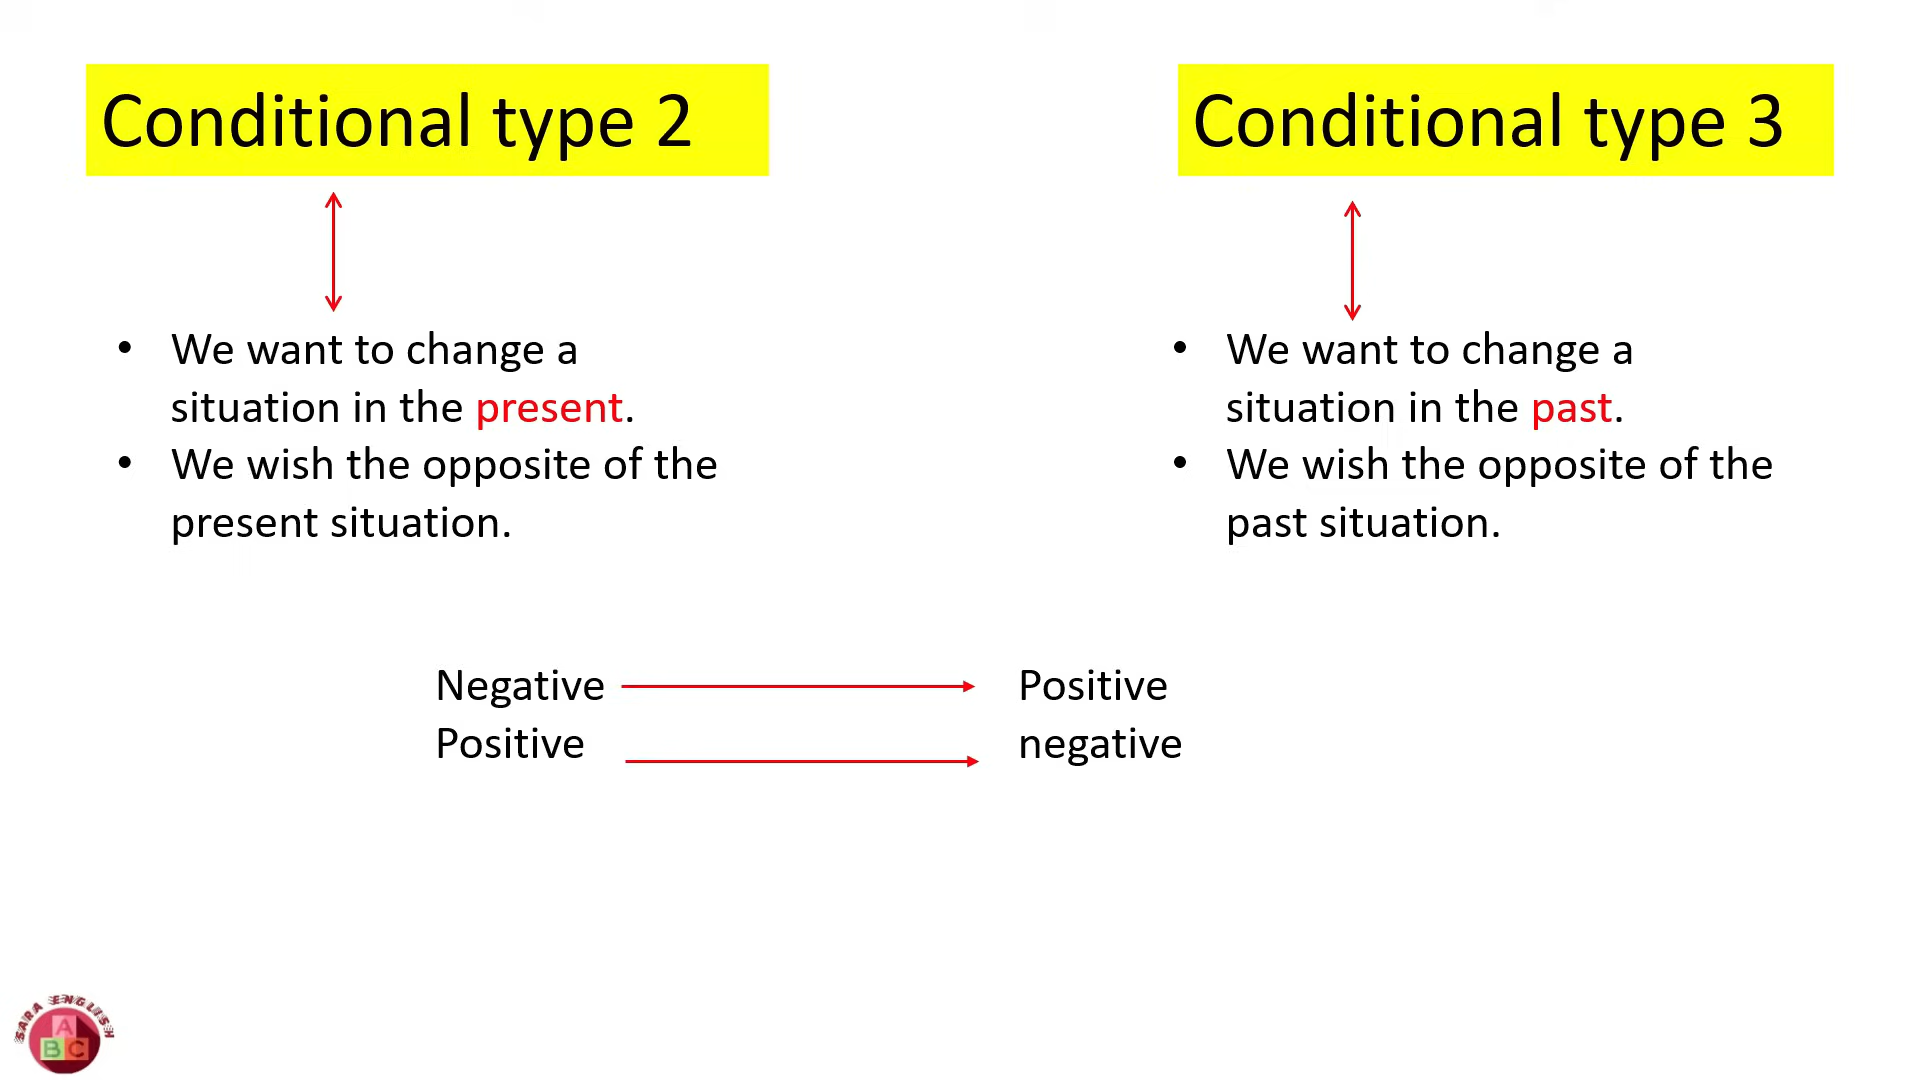 Conditional type 2
Conditional type 3
• We want to change a
situation in the present.
• We wish the opposite of the
present situation.
• We want to change a
situation in the past.
• We wish the opposite of the
past situation.
Negative Positive
Positive negative
SARA ENGLISH
A
B C